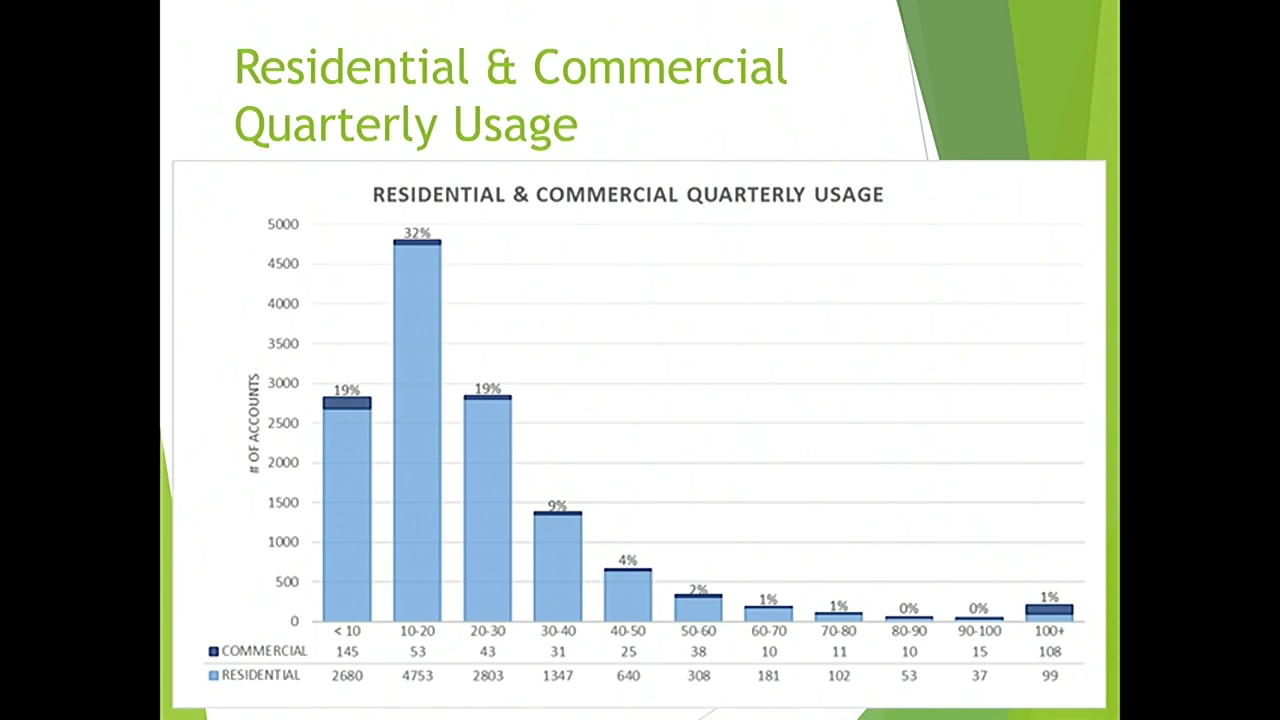 Residential & Commercial
Quarterly Usage
RESIDENTIAL & COMMERCIAL QUARTERLY USAGE
5000
4500
4000
3500
3000
2500
2000
1500
1000
500
0
# OF ACCOUNTS
19% 32% 19% 9% 4% 2% 1% 1% 0% 0% 1%
< 10 10-20 20-30 30-40 40-50 50-60 60-70 70-80 80-90 90-100 100+
COMMERCIAL 145 53 43 31 25 38 10 11 10 15 108
RESIDENTIAL 2680 4753 2803 1347 640 308 181 102 53 37 99